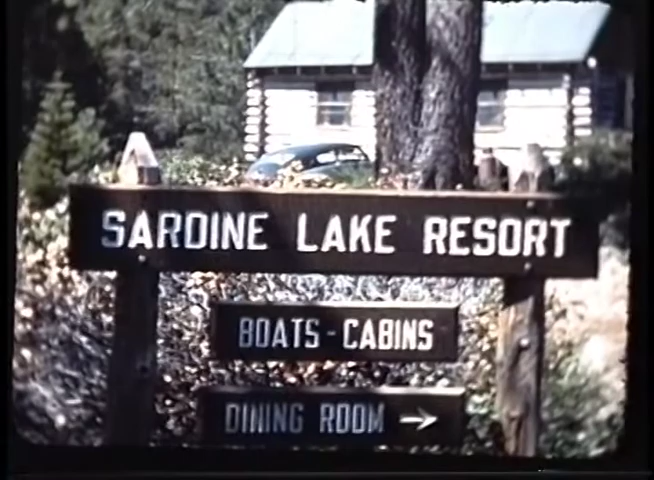 SARDINE LAKE RESORT
BOATS - CABINS
DINING ROOM →